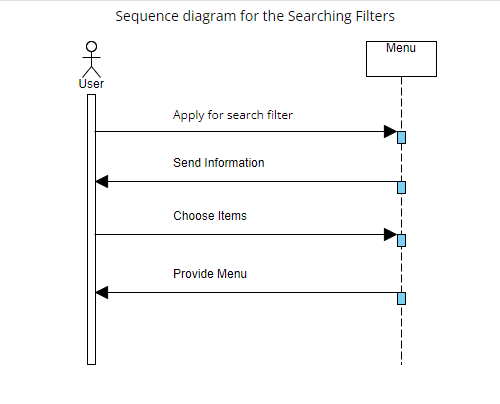 Sequence diagram for the Searching Filters
Menu
User
Apply for search filter
Send Information
Choose Items
Provide Menu